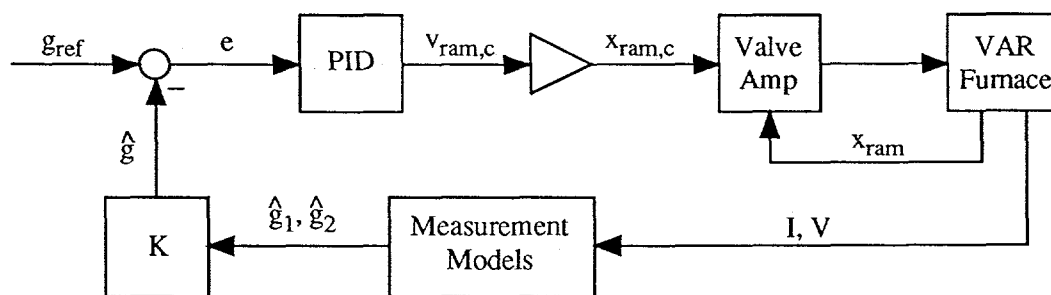 g_ref
e
PID
v_ram,c
x_ram,c
Valve
Amp
VAR
Furnace
−
x_ram
ĝ
ĝ_1, ĝ_2
K
Measurement
Models
I, V